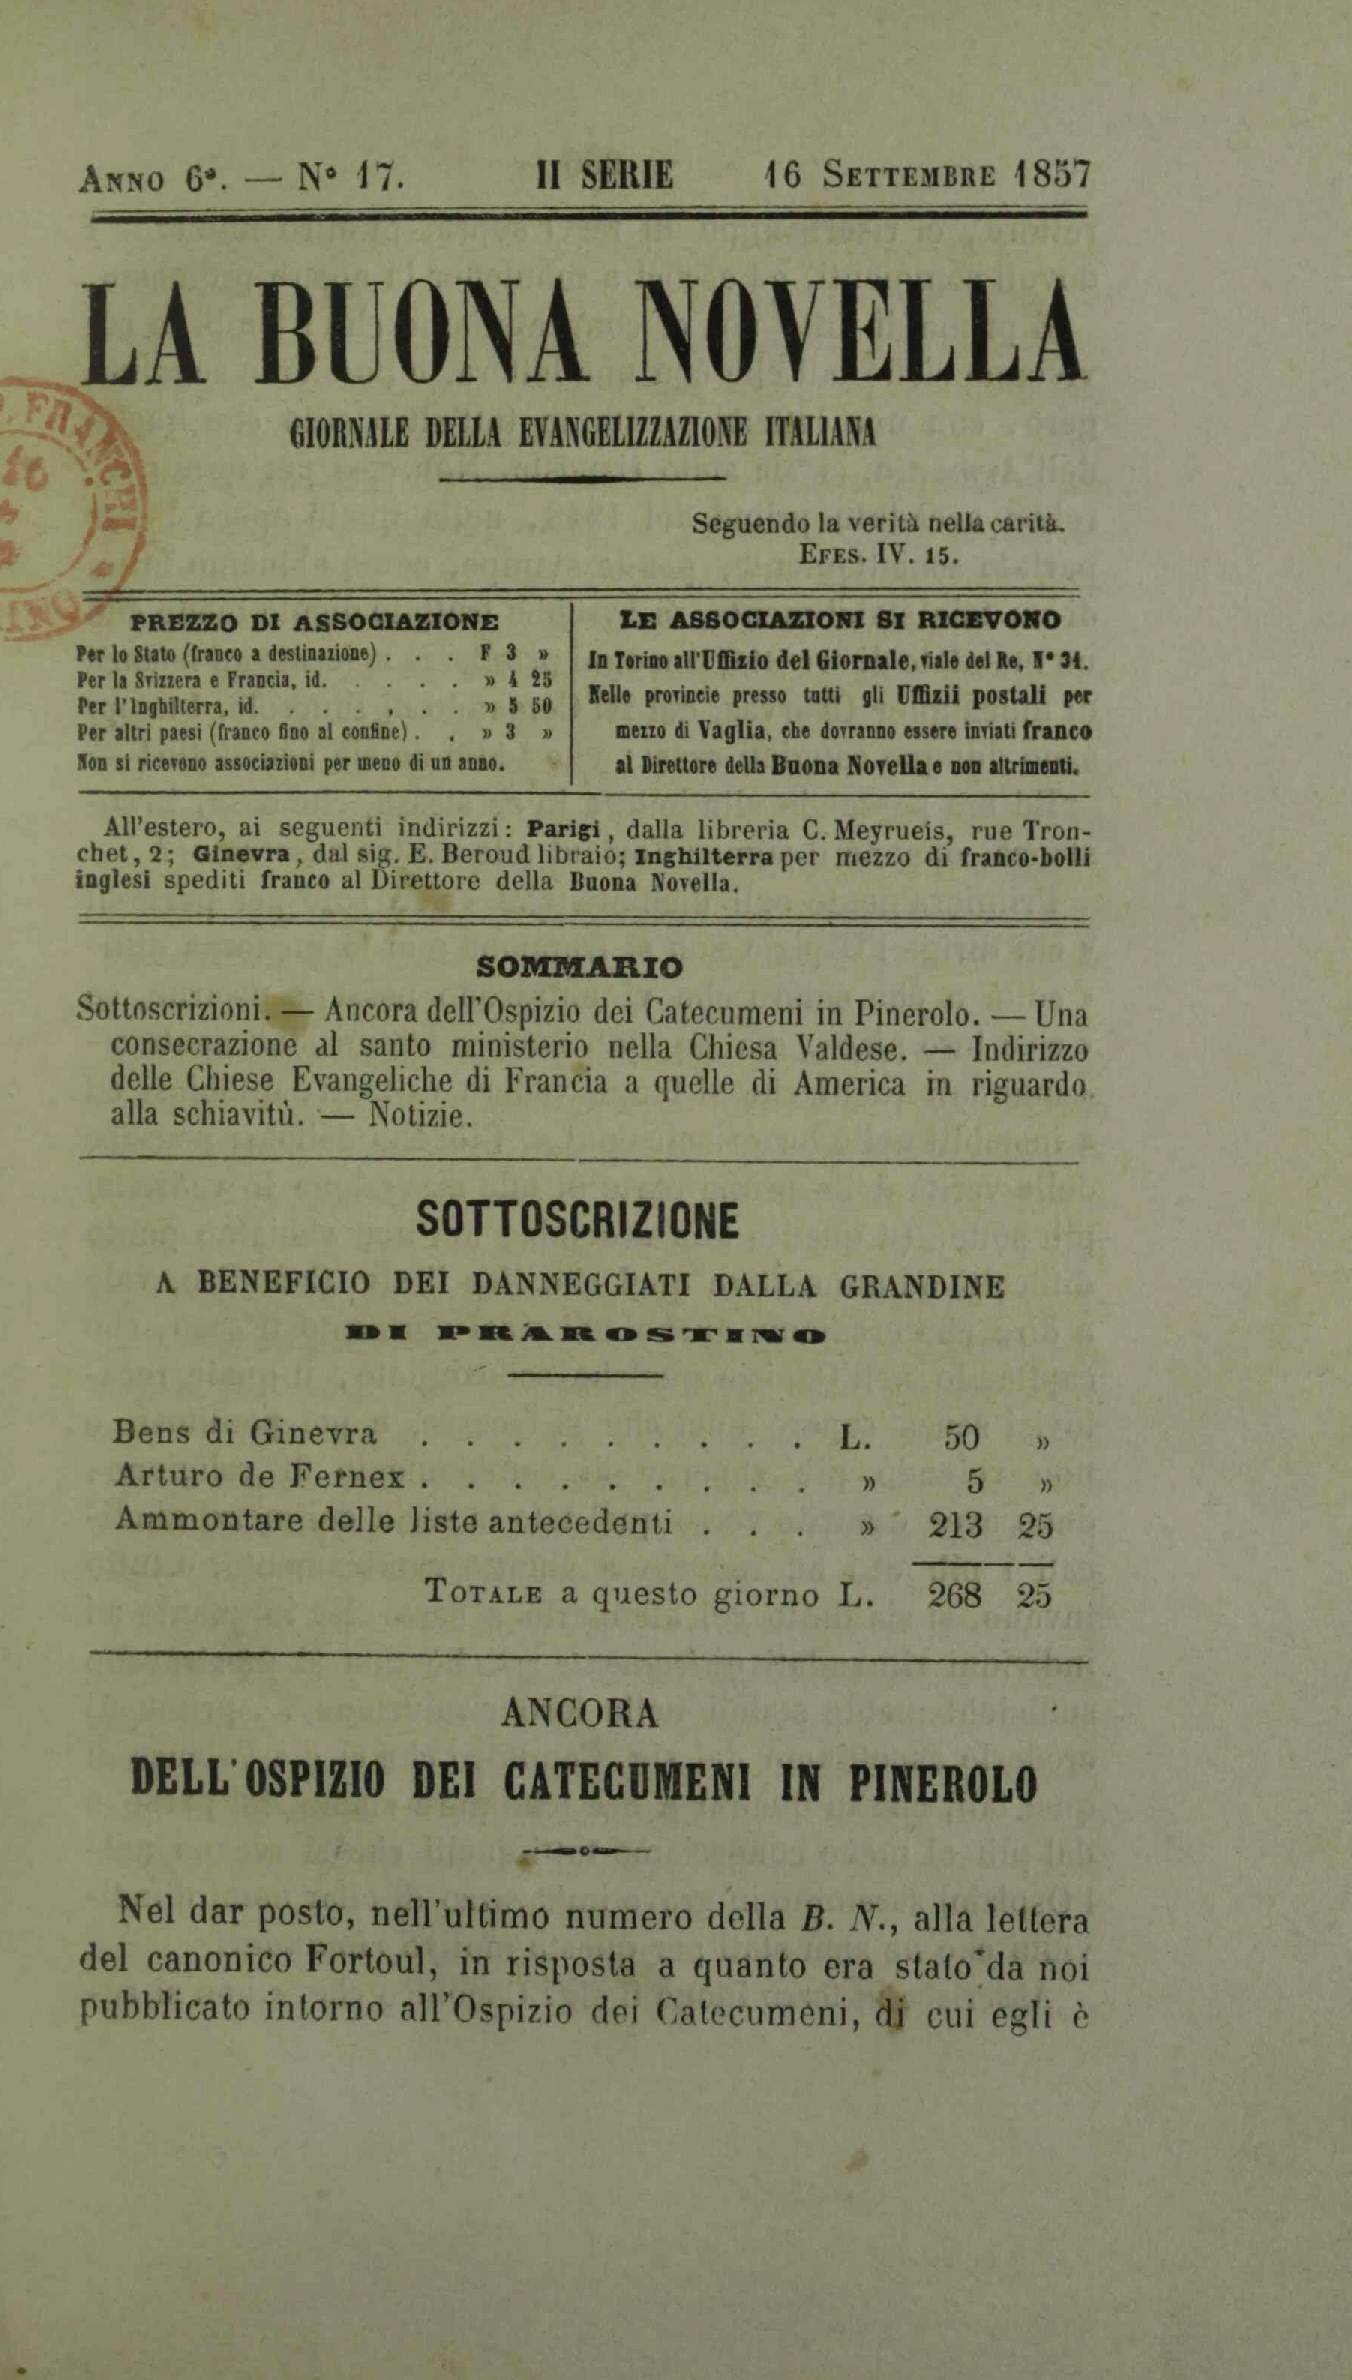 Anno 6º. — Nº 17. II SERIE 16 Settembre 1857
LA BUONA NOVELLA
GIORNALE DELLA EVANGELIZZAZIONE ITALIANA
FRANCHI
Seguendo la verità nella carità.
Efes. IV. 15.
PREZZO DI ASSOCIAZIONE
Per lo Stato (franco a destinazione) . . . F 3 »
Per la Svizzera e Francia, id. . . . . . » 4 25
Per l'Inghilterra, id. . . . . . . » 5 50
Per altri paesi (franco fino al confine) . . » 3 »
Non si ricevono associazioni per meno di un anno.
LE ASSOCIAZIONI SI RICEVONO
In Torino all'Uffizio del Giornale, viale del Re, Nº 31.
Nelle provincie presso tutti gli Uffizii postali per
mezzo di Vaglia, che dovranno essere inviati franco
al Direttore della Buona Novella e non altrimenti.
All'estero, ai seguenti indirizzi: Parigi, dalla libreria C. Meyrueis, rue Tron-
chet, 2; Ginevra, dal sig. E. Beroud libraio; Inghilterra per mezzo di franco-bolli
inglesi spediti franco al Direttore della Buona Novella.
SOMMARIO
Sottoscrizioni. — Ancora dell'Ospizio dei Catecumeni in Pinerolo. — Una
consecrazione al santo ministerio nella Chiesa Valdese. — Indirizzo
delle Chiese Evangeliche di Francia a quelle di America in riguardo
alla schiavitù. — Notizie.
SOTTOSCRIZIONE
A BENEFICIO DEI DANNEGGIATI DALLA GRANDINE
DI PRAROSTINO
Bens di Ginevra . . . . . . . . . L. 50 »
Arturo de Fernex . . . . . . . . . » 5 »
Ammontare delle liste antecedenti . . . » 213 25
Totale a questo giorno L. 268 25
ANCORA
DELL'OSPIZIO DEI CATECUMENI IN PINEROLO
Nel dar posto, nell'ultimo numero della B. N., alla lettera
del canonico Fortoul, in risposta a quanto era stato da noi
pubblicato intorno all'Ospizio dei Catecumeni, di cui egli è